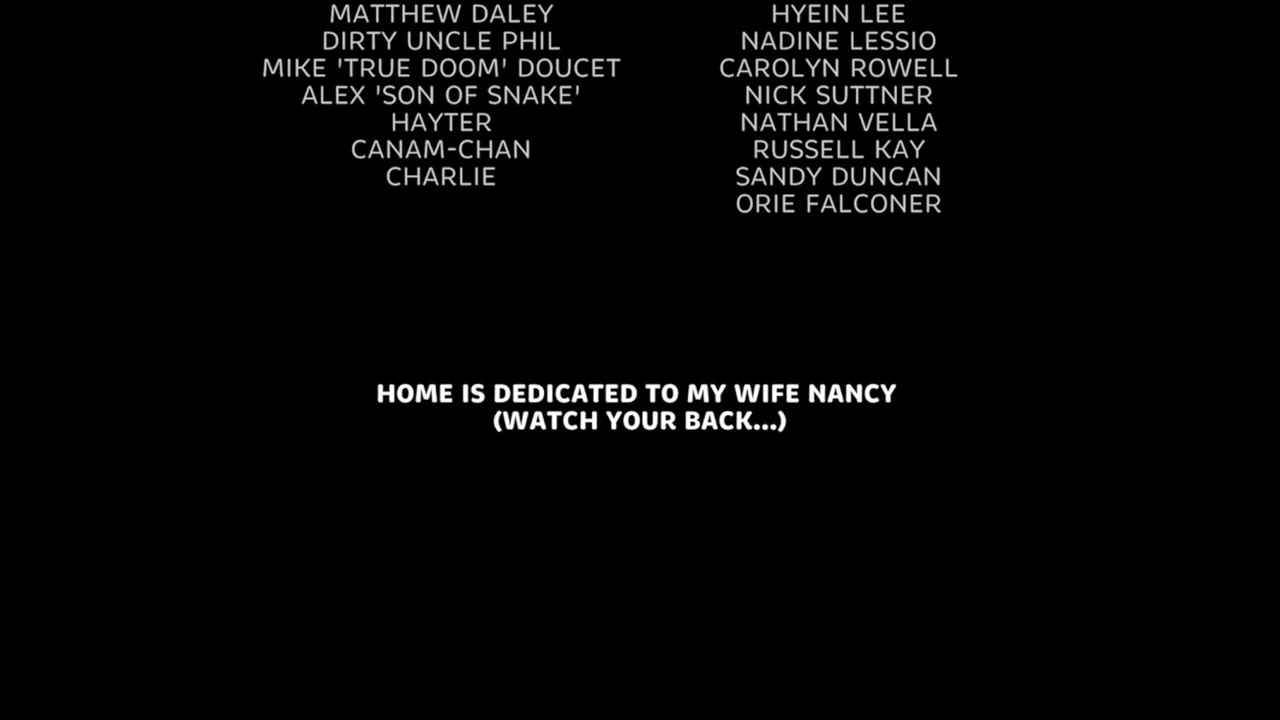 MATTHEW DALEY
DIRTY UNCLE PHIL
MIKE 'TRUE DOOM' DOUCET
ALEX 'SON OF SNAKE'
HAYTER
CANAM-CHAN
CHARLIE
HYEIN LEE
NADINE LESSIO
CAROLYN ROWELL
NICK SUTTNER
NATHAN VELLA
RUSSELL KAY
SANDY DUNCAN
ORIE FALCONER
HOME IS DEDICATED TO MY WIFE NANCY
(WATCH YOUR BACK...)